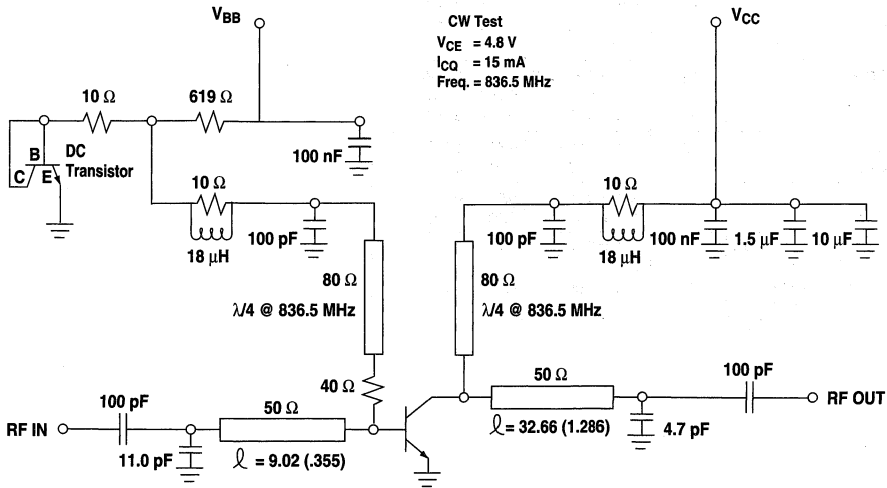 V_BB
CW Test
V_CE = 4.8 V
I_CQ = 15 mA
Freq. = 836.5 MHz
V_CC
10 Ω
619 Ω
B
C
E
DC
Transistor
100 nF
10 Ω
18 μH
100 pF
10 Ω
18 μH
100 pF
100 nF
1.5 μF
10 μF
80 Ω
λ/4 @ 836.5 MHz
80 Ω
λ/4 @ 836.5 MHz
40 Ω
RF IN
100 pF
11.0 pF
50 Ω
ℓ = 9.02 (.355)
50 Ω
ℓ = 32.66 (1.286)
4.7 pF
100 pF
RF OUT